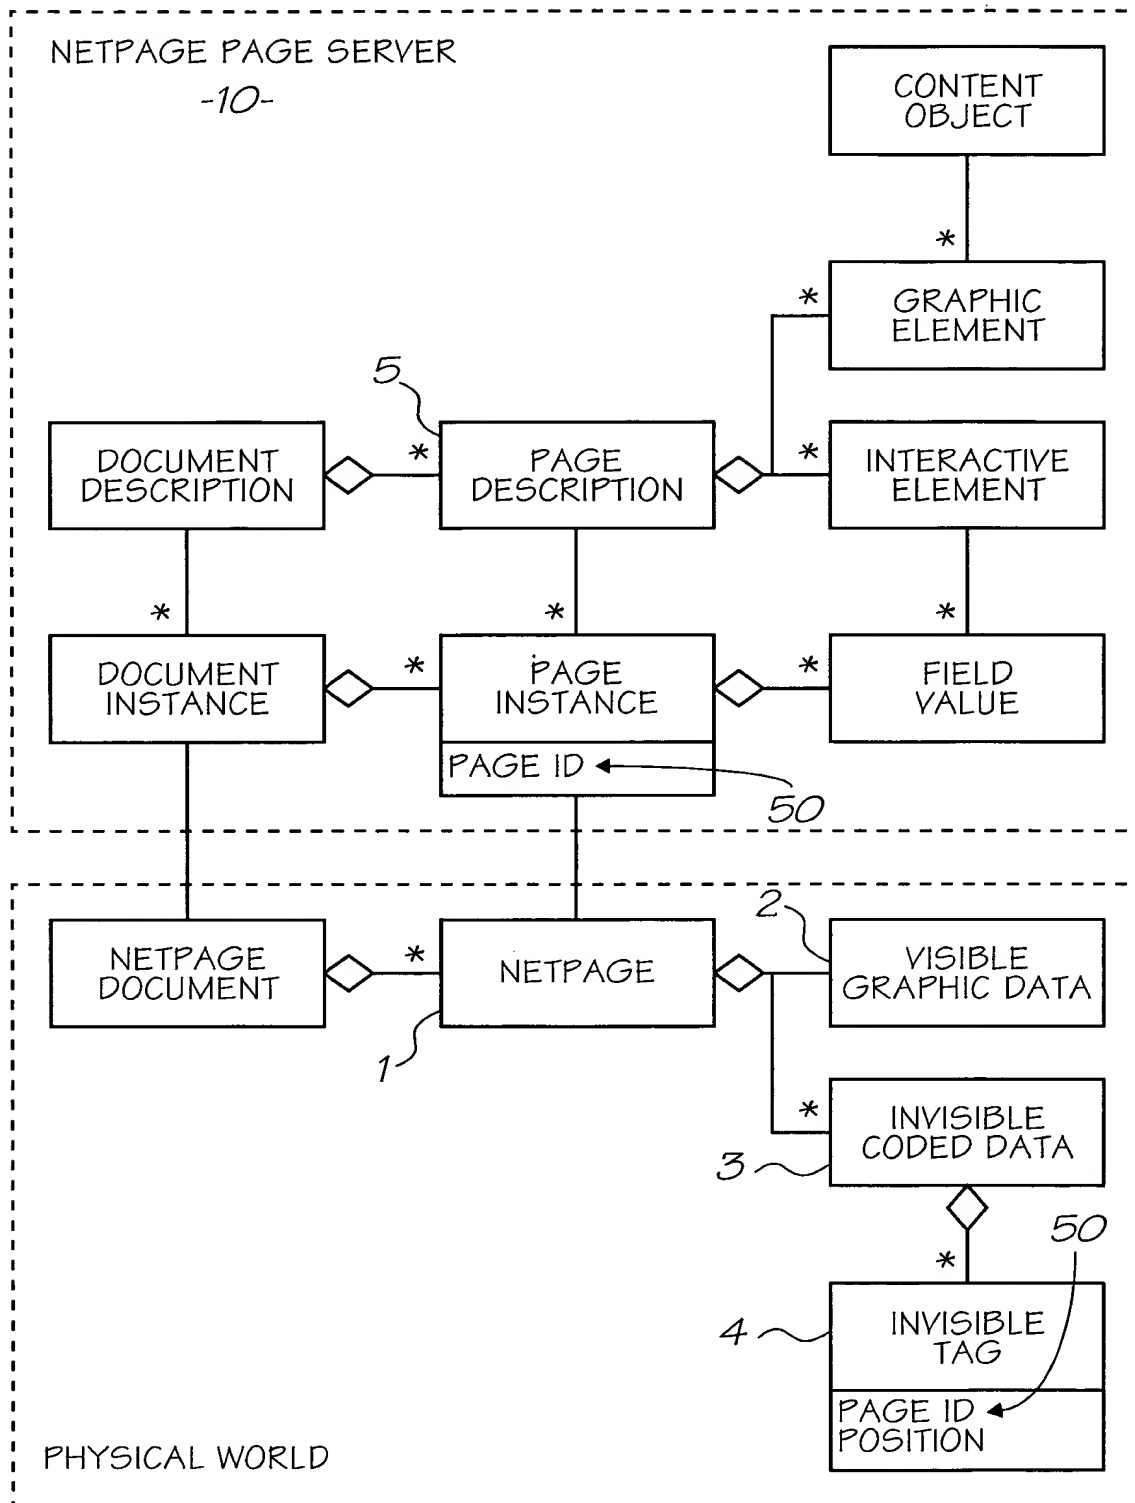 NETPAGE PAGE SERVER
-10-
CONTENT
OBJECT
*
GRAPHIC
ELEMENT
*
5
DOCUMENT
DESCRIPTION
*
PAGE
DESCRIPTION
*
INTERACTIVE
ELEMENT
*
*
*
DOCUMENT
INSTANCE
*
PAGE
INSTANCE
*
FIELD
VALUE
PAGE ID
50
NETPAGE
DOCUMENT
*
NETPAGE
1
2
VISIBLE
GRAPHIC DATA
*
INVISIBLE
CODED DATA
3
50
*
4
INVISIBLE
TAG
PAGE ID
POSITION
PHYSICAL WORLD